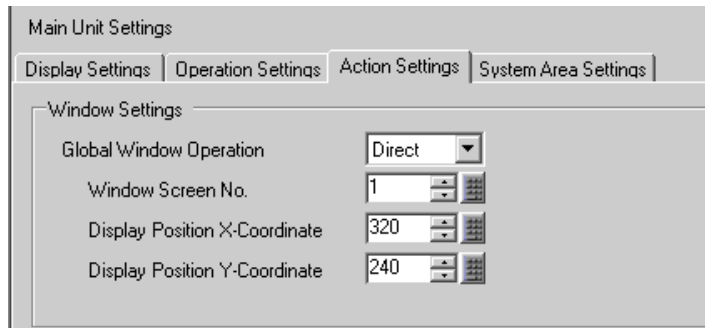 Main Unit Settings
Display Settings Operation Settings Action Settings System Area Settings
Window Settings
Global Window Operation Direct
Window Screen No. 1
Display Position X-Coordinate 320
Display Position Y-Coordinate 240